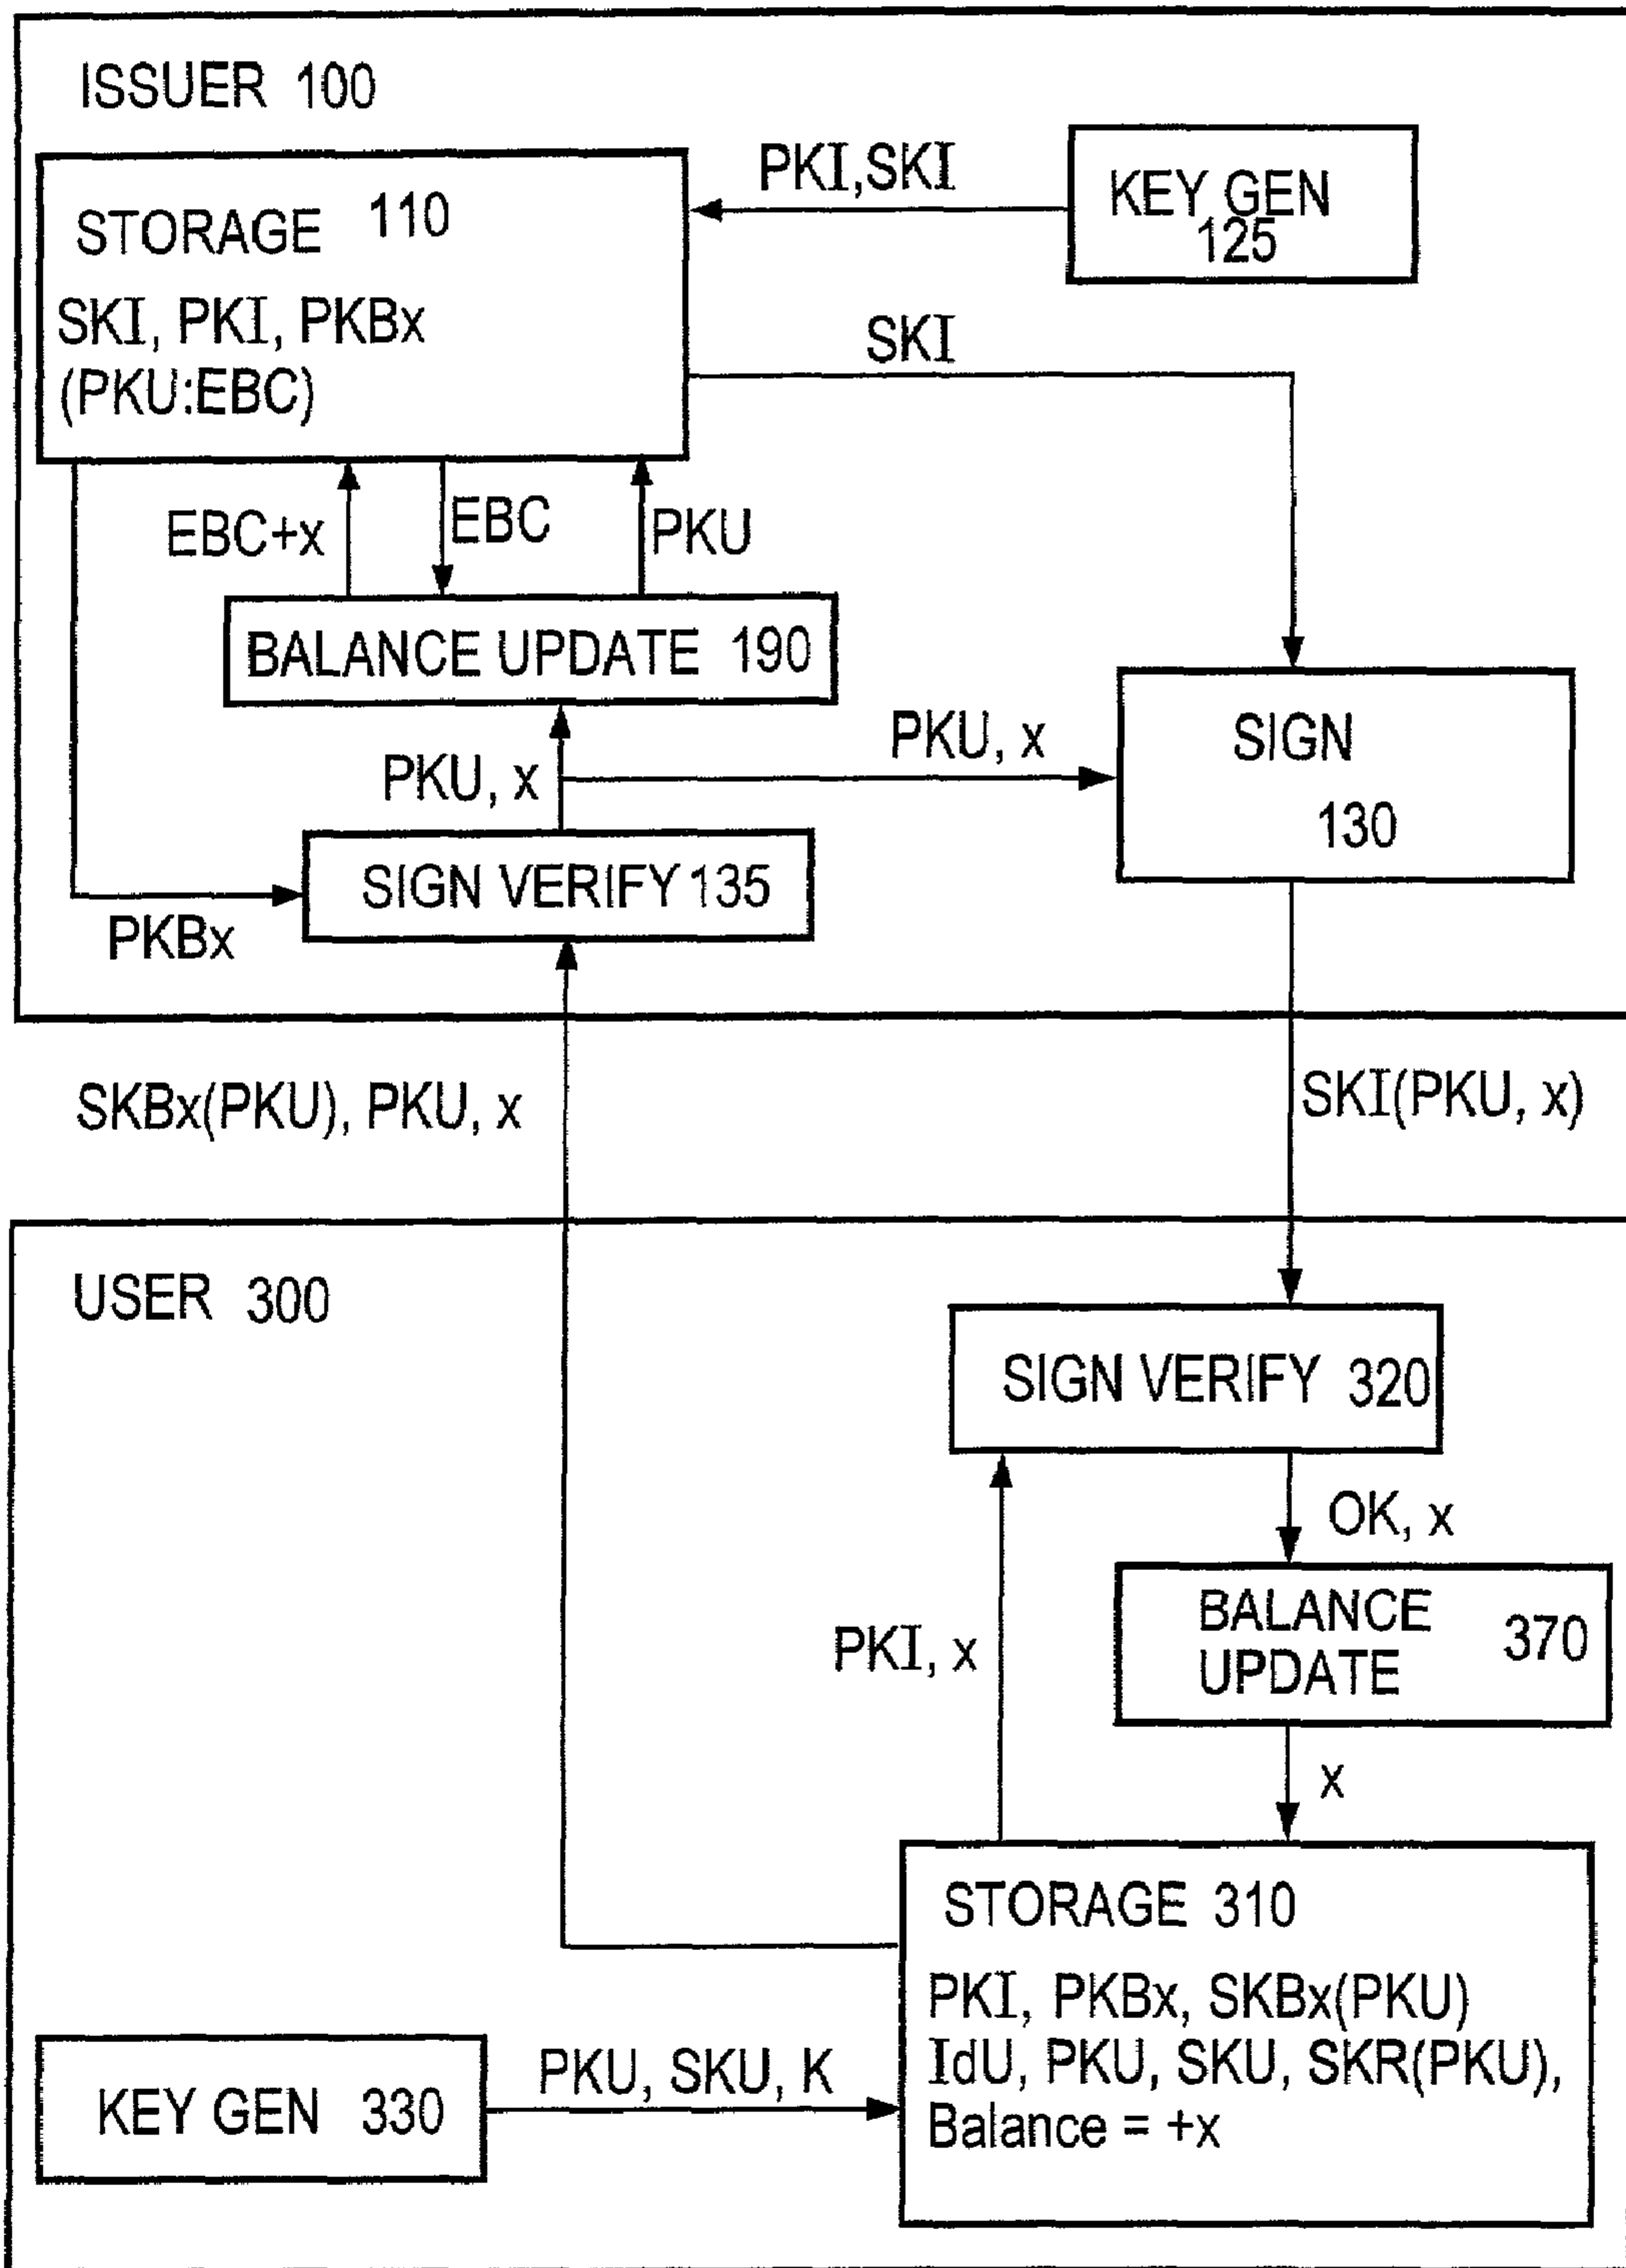 ISSUER 100
PKI,SKI
KEY GEN
125
STORAGE 110
SKI, PKI, PKBx
(PKU:EBC)
SKI
EBC+x
EBC
PKU
BALANCE UPDATE 190
PKU, x
PKU, x
SIGN
130
SIGN VERIFY 135
PKBx
SKBx(PKU), PKU, x
SKI(PKU, x)
USER 300
SIGN VERIFY 320
OK, x
BALANCE
UPDATE
370
PKI, x
x
STORAGE 310
PKI, PKBx, SKBx(PKU)
IdU, PKU, SKU, SKR(PKU),
Balance = +x
PKU, SKU, K
KEY GEN 330